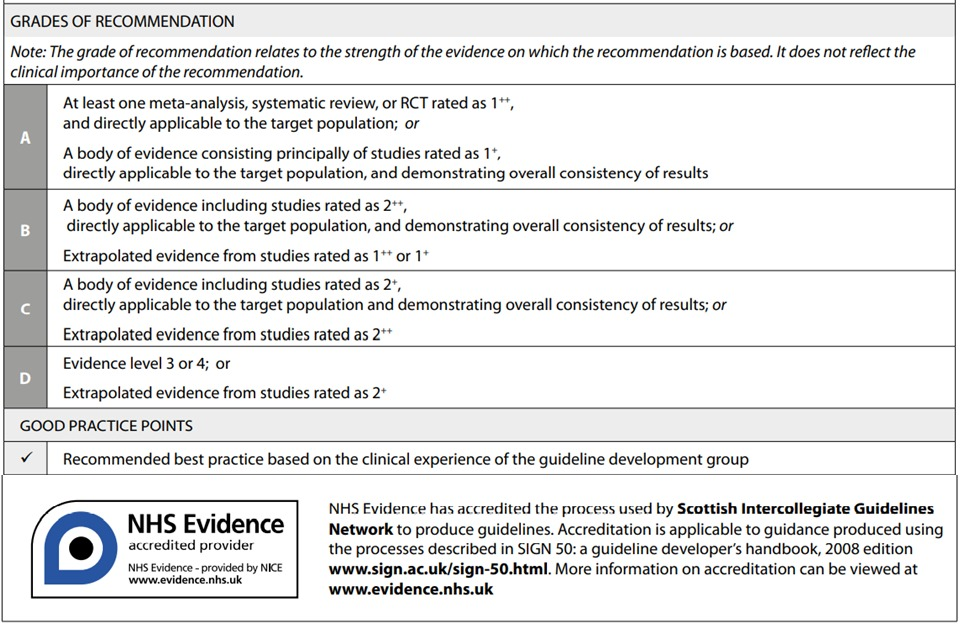 GRADES OF RECOMMENDATION
Note: The grade of recommendation relates to the strength of the evidence on which the recommendation is based. It does not reflect the
clinical importance of the recommendation.
A
At least one meta-analysis, systematic review, or RCT rated as 1++,
and directly applicable to the target population; or
A body of evidence consisting principally of studies rated as 1+,
directly applicable to the target population, and demonstrating overall consistency of results
B
A body of evidence including studies rated as 2++,
directly applicable to the target population, and demonstrating overall consistency of results; or
Extrapolated evidence from studies rated as 1++ or 1+
C
A body of evidence including studies rated as 2+,
directly applicable to the target population and demonstrating overall consistency of results; or
Extrapolated evidence from studies rated as 2++
D
Evidence level 3 or 4; or
Extrapolated evidence from studies rated as 2+
GOOD PRACTICE POINTS
✓ Recommended best practice based on the clinical experience of the guideline development group
NHS Evidence
accredited provider
NHS Evidence - provided by NICE
www.evidence.nhs.uk
NHS Evidence has accredited the process used by Scottish Intercollegiate Guidelines
Network to produce guidelines. Accreditation is applicable to guidance produced using
the processes described in SIGN 50: a guideline developer's handbook, 2008 edition
www.sign.ac.uk/sign-50.html. More information on accreditation can be viewed at
www.evidence.nhs.uk